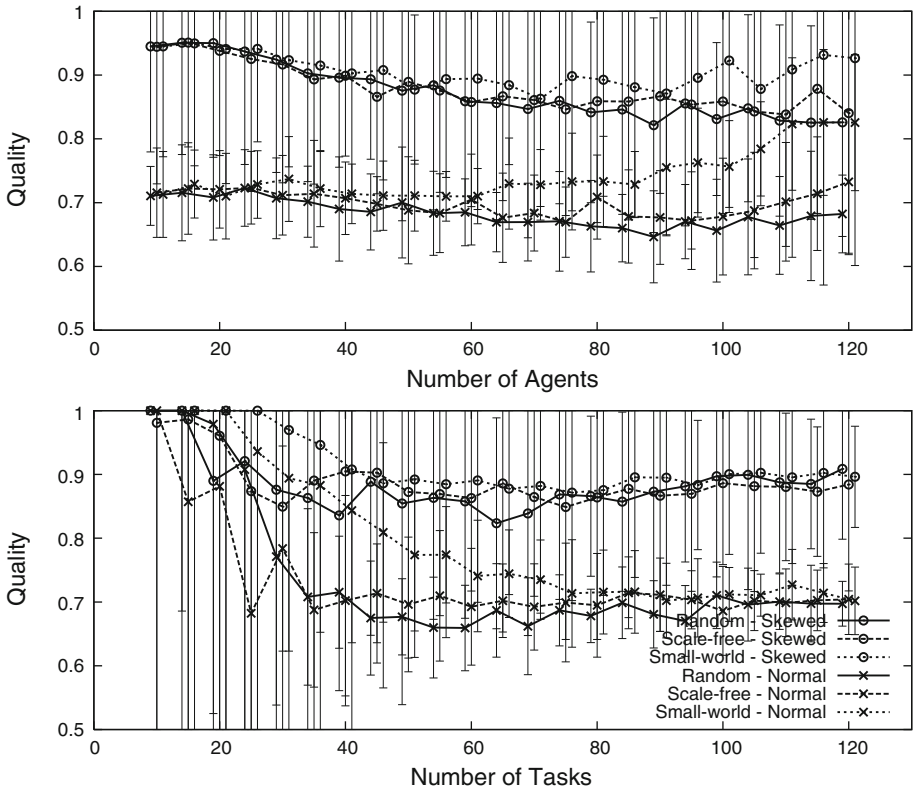 1
0.9
0.8
0.7
0.6
0.5
Quality
0 20 40 60 80 100 120
Number of Agents
1
0.9
0.8
0.7
0.6
0.5
Quality
Random - Skewed
Scale-free - Skewed
Small-world - Skewed
Random - Normal
Scale-free - Normal
Small-world - Normal
0 20 40 60 80 100 120
Number of Tasks